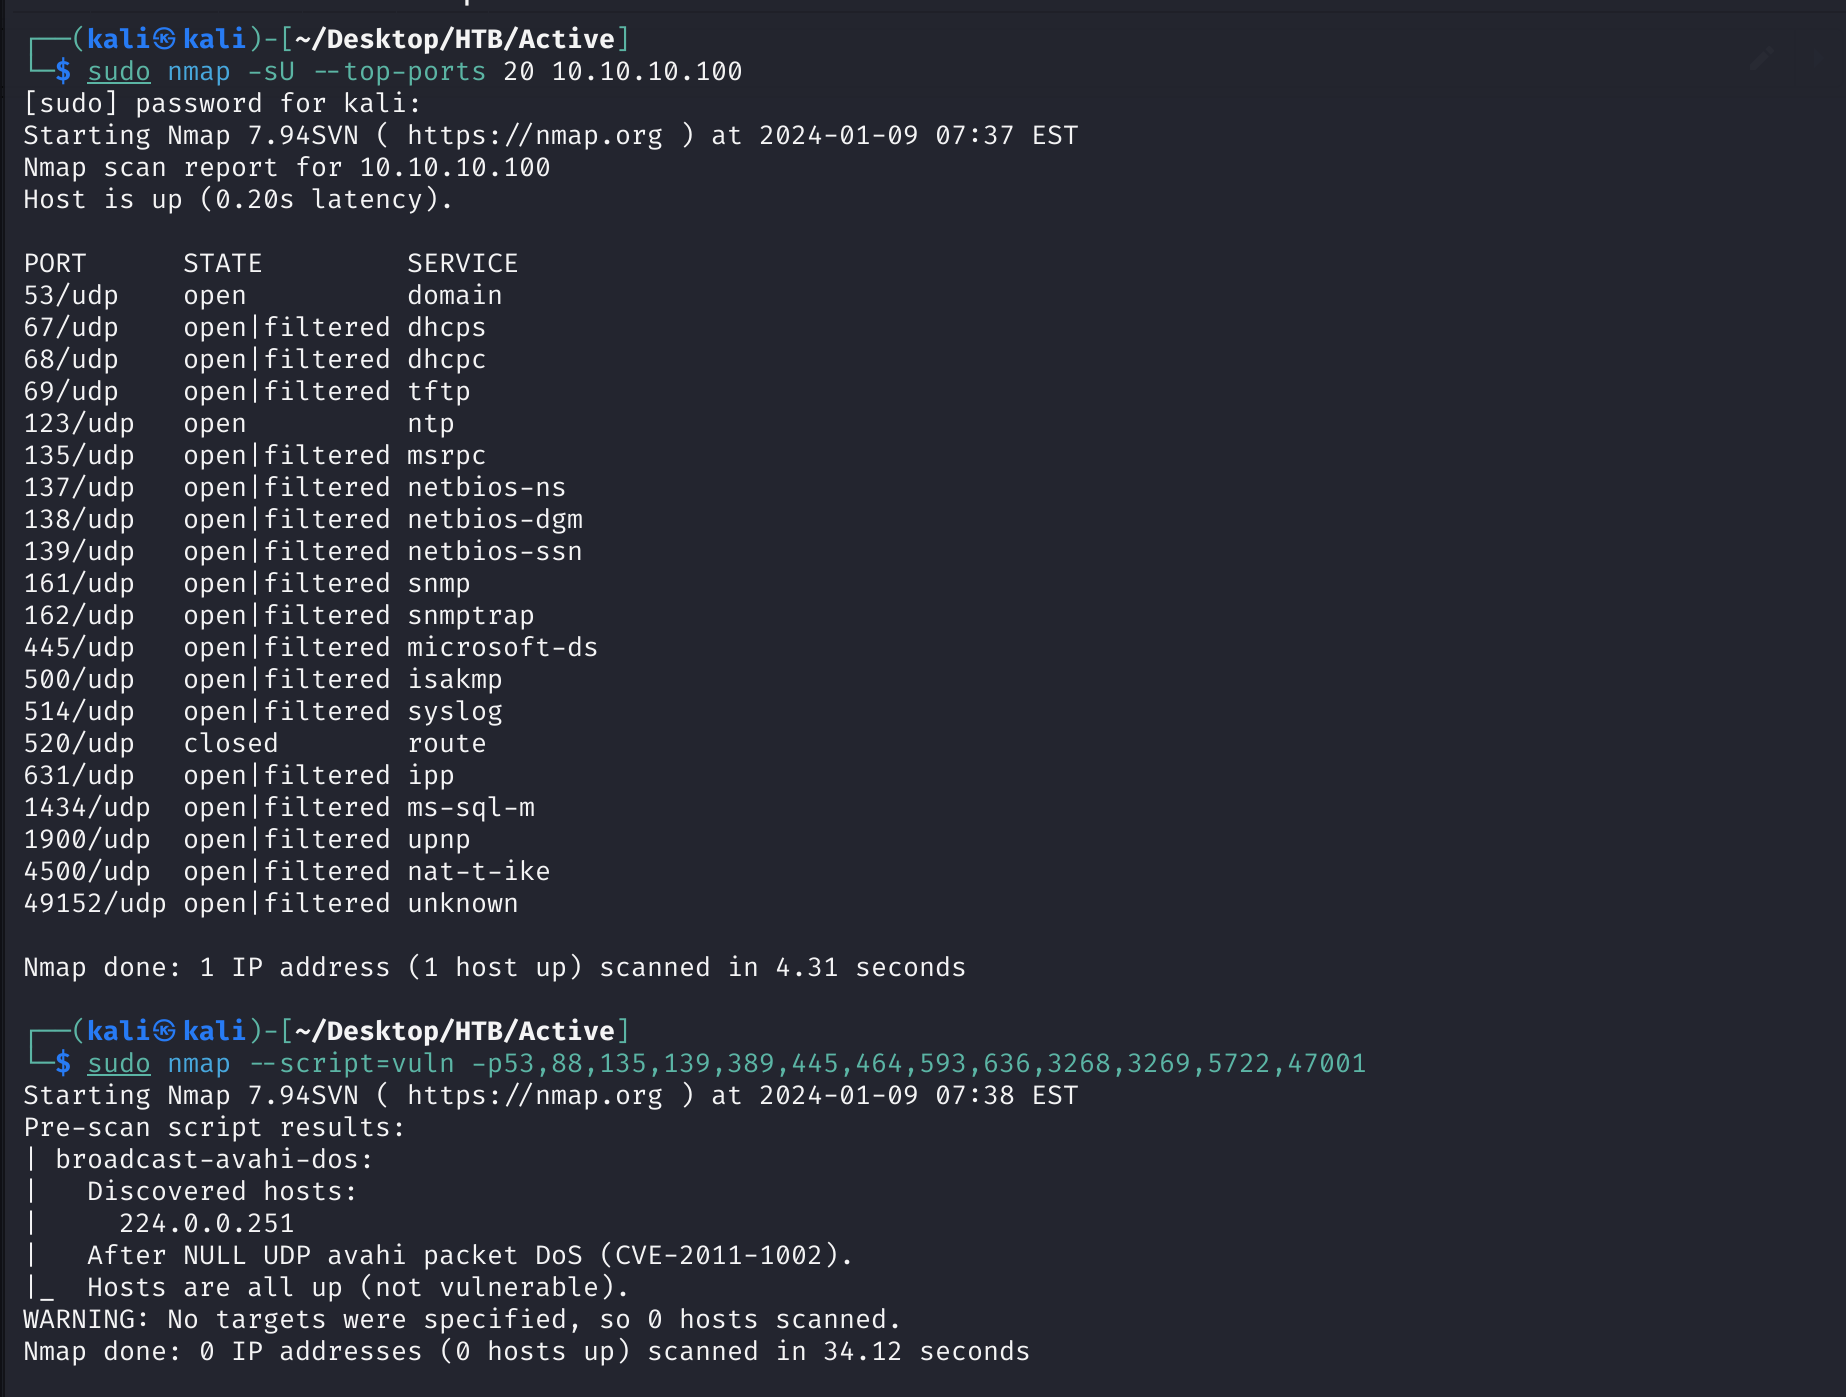 ┌──(kali㉿kali)-[~/Desktop/HTB/Active]
└─$ sudo nmap -sU --top-ports 20 10.10.10.100
[sudo] password for kali:
Starting Nmap 7.94SVN ( https://nmap.org ) at 2024-01-09 07:37 EST
Nmap scan report for 10.10.10.100
Host is up (0.20s latency).
PORT      STATE         SERVICE
53/udp    open          domain
67/udp    open|filtered dhcps
68/udp    open|filtered dhcpc
69/udp    open|filtered tftp
123/udp   open          ntp
135/udp   open|filtered msrpc
137/udp   open|filtered netbios-ns
138/udp   open|filtered netbios-dgm
139/udp   open|filtered netbios-ssn
161/udp   open|filtered snmp
162/udp   open|filtered snmptrap
445/udp   open|filtered microsoft-ds
500/udp   open|filtered isakmp
514/udp   open|filtered syslog
520/udp   closed        route
631/udp   open|filtered ipp
1434/udp  open|filtered ms-sql-m
1900/udp  open|filtered upnp
4500/udp  open|filtered nat-t-ike
49152/udp open|filtered unknown
Nmap done: 1 IP address (1 host up) scanned in 4.31 seconds
┌──(kali㉿kali)-[~/Desktop/HTB/Active]
└─$ sudo nmap --script=vuln -p53,88,135,139,389,445,464,593,636,3268,3269,5722,47001
Starting Nmap 7.94SVN ( https://nmap.org ) at 2024-01-09 07:38 EST
Pre-scan script results:
| broadcast-avahi-dos:
|   Discovered hosts:
|     224.0.0.251
|   After NULL UDP avahi packet DoS (CVE-2011-1002).
|_  Hosts are all up (not vulnerable).
WARNING: No targets were specified, so 0 hosts scanned.
Nmap done: 0 IP addresses (0 hosts up) scanned in 34.12 seconds